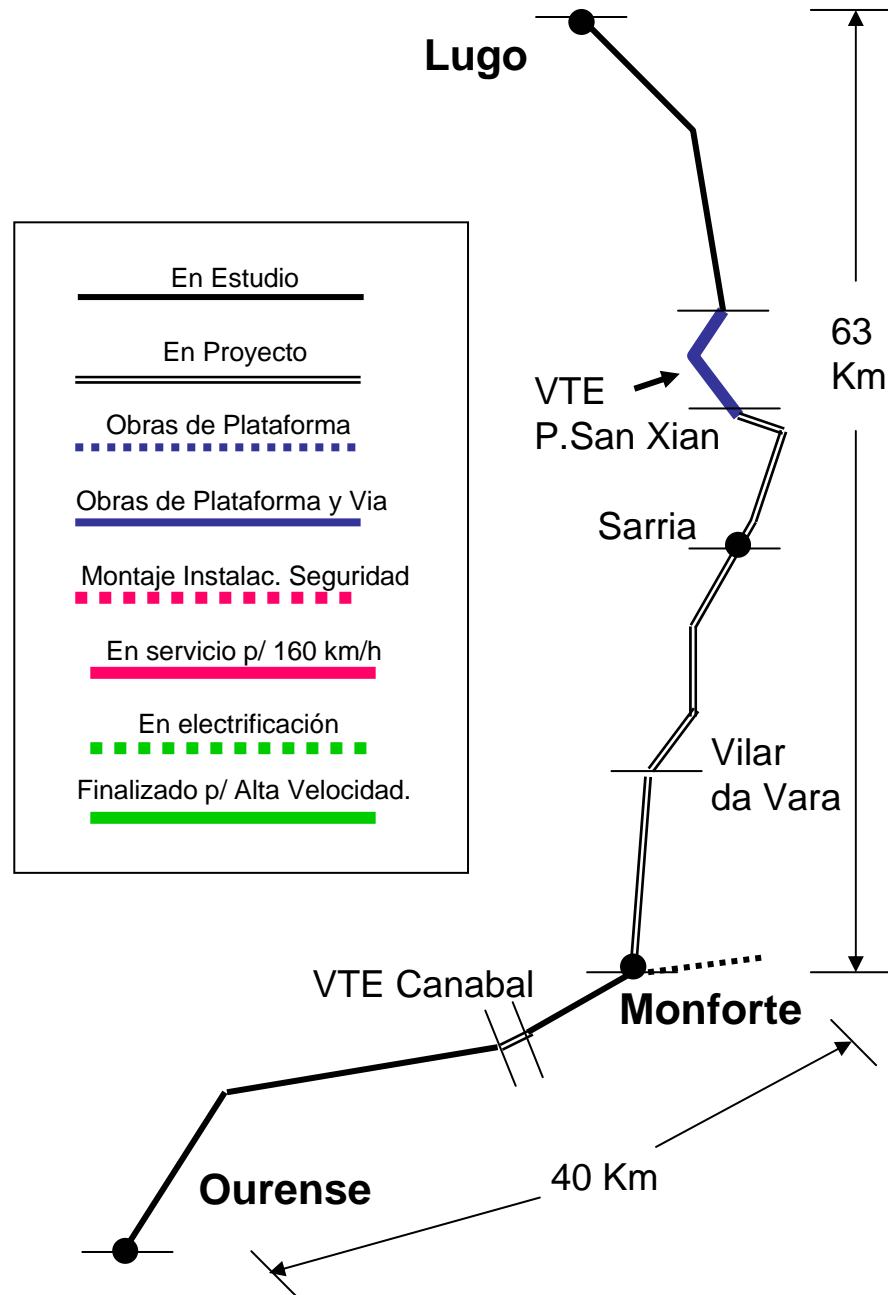 Lugo
En Estudio
En Proyecto
Obras de Plataforma
Obras de Plataforma y Via
Montaje Instalac. Seguridad
En servicio p/ 160 km/h
En electrificación
Finalizado p/ Alta Velocidad.
63
Km
VTE
P.San Xian
Sarria
Vilar
da Vara
VTE Canabal
Monforte
40 Km
Ourense